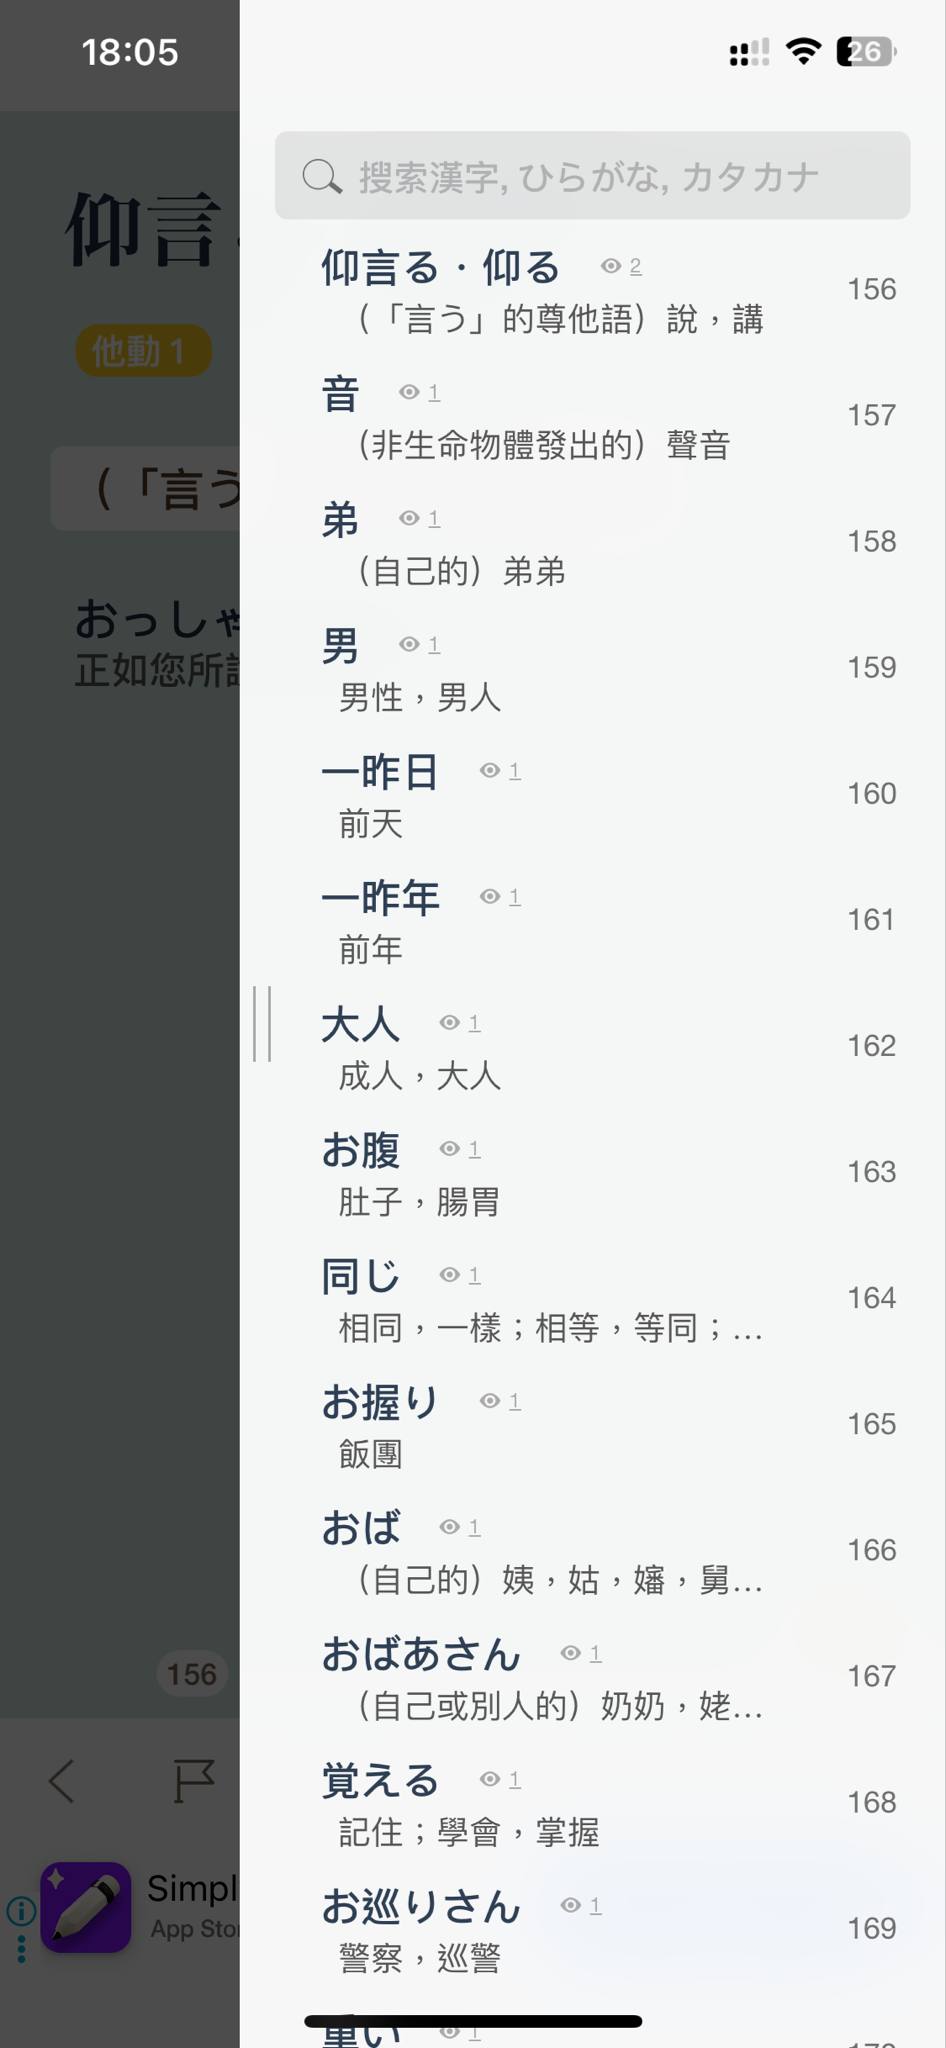 18:05
26
搜索漢字, ひらがな, カタカナ
仰言
他動 1
（「言う
おっしゃ
正如您所說
156
Simpl
App Sto
仰言る・仰る 2
（「言う」的尊他語）說，講
156
音 1
（非生命物體發出的）聲音
157
弟 1
（自己的）弟弟
158
男 1
男性，男人
159
一昨日 1
前天
160
一昨年 1
前年
161
大人 1
成人，大人
162
お腹 1
肚子，腸胃
163
同じ 1
相同，一樣；相等，等同；...
164
お握り 1
飯團
165
おば 1
（自己的）姨，姑，嬸，舅...
166
おばあさん 1
（自己或別人的）奶奶，姥...
167
覚える 1
記住；學會，掌握
168
お巡りさん 1
警察，巡警
169
重い 1